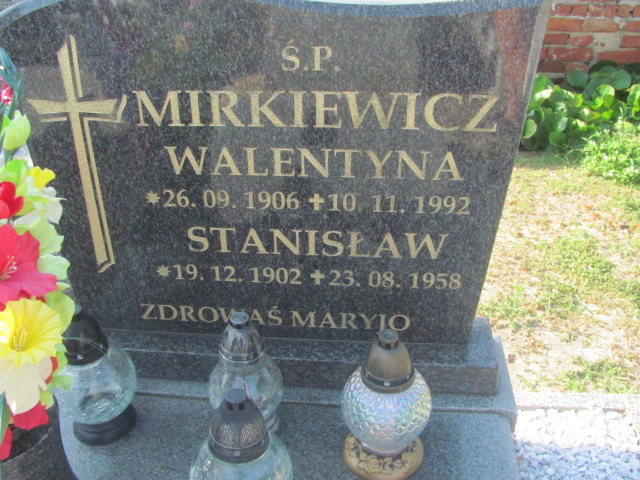 Ś.P.
MIRKIEWICZ
WALENTYNA
*26. 09. 1906 ✝10. 11. 1992
STANISŁAW
*19. 12. 1902 ✝23. 08. 1958
ZDROWAŚ MARYJO